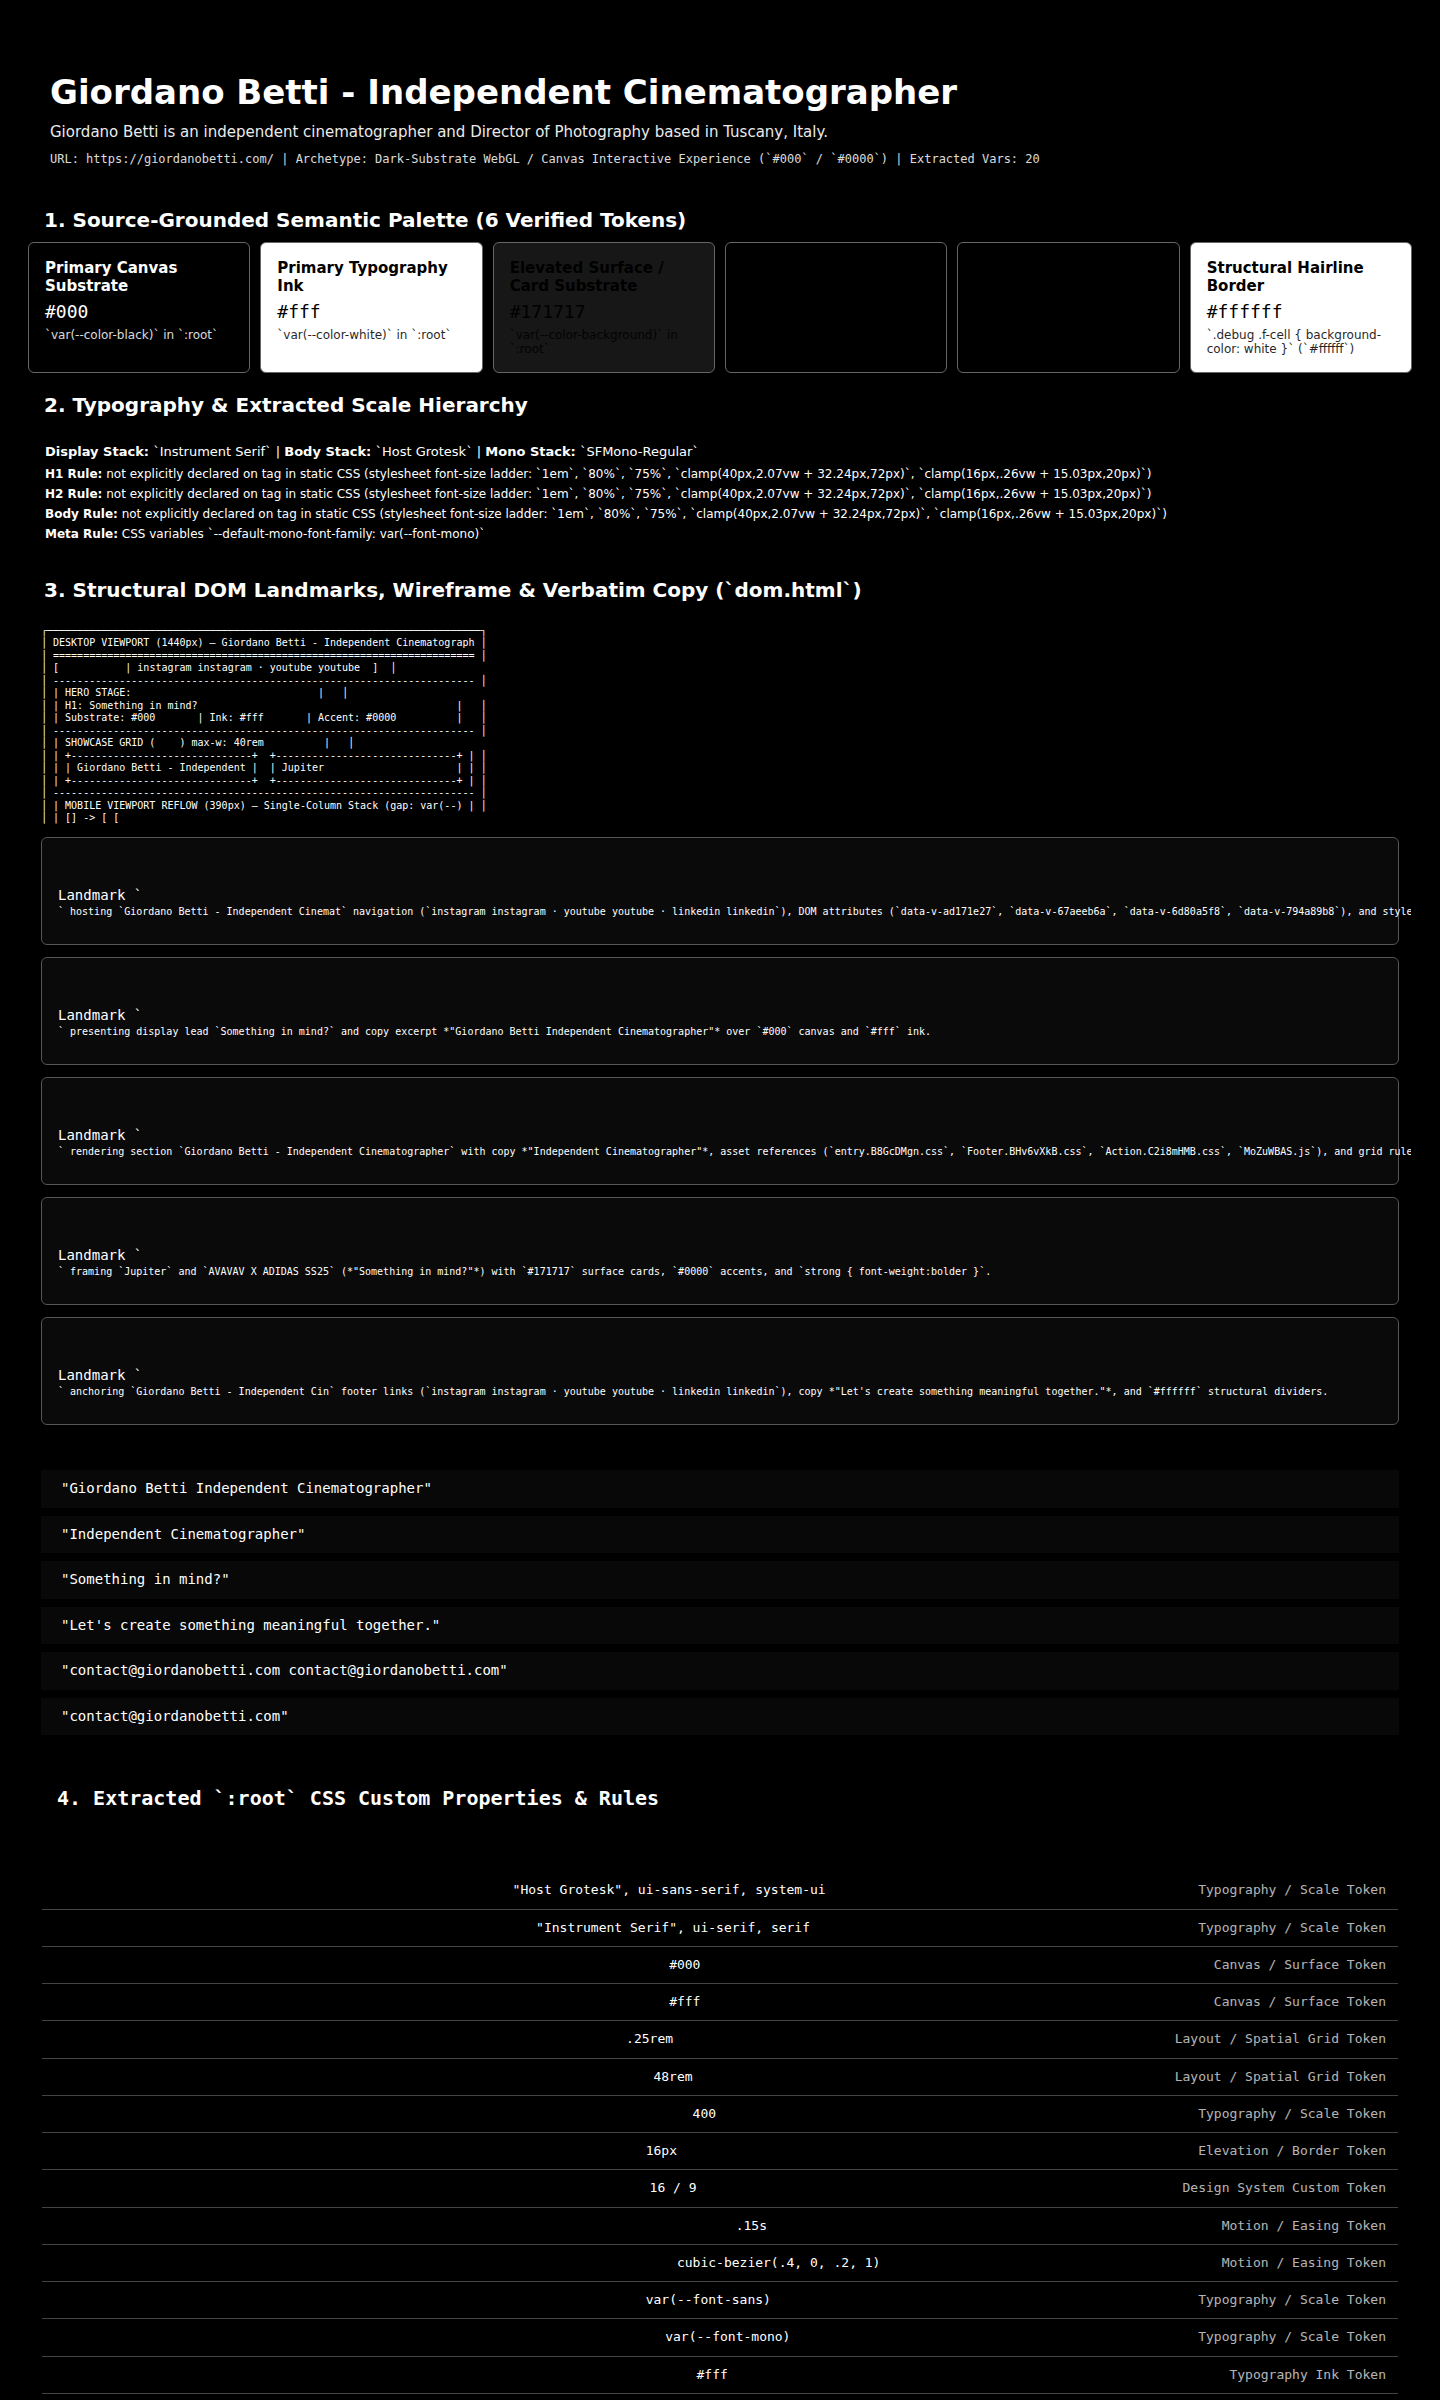 Giordano Betti - Independent Cinematographer
Giordano Betti is an independent cinematographer and Director of Photography based in Tuscany, Italy.
URL: https://giordanobetti.com/ | Archetype: Dark-Substrate WebGL / Canvas Interactive Experience (`#000` / `#0000`) | Extracted Vars: 20
1. Source-Grounded Semantic Palette (6 Verified Tokens)
Primary Canvas
Substrate
#000
`var(--color-black)` in `:root`
Primary Typography
Ink
#fff
`var(--color-white)` in `:root`
Elevated Surface /
Card Substrate
#171717
`var(--color-background)` in
`:root`
Structural Hairline
Border
#ffffff
`.debug .f-cell { background-
color: white }` (`#ffffff`)
2. Typography & Extracted Scale Hierarchy
Display Stack: `Instrument Serif` | Body Stack: `Host Grotesk` | Mono Stack: `SFMono-Regular`
H1 Rule: not explicitly declared on tag in static CSS (stylesheet font-size ladder: `1em`, `80%`, `75%`, `clamp(40px,2.07vw + 32.24px,72px)`, `clamp(16px,.26vw + 15.03px,20px)`)
H2 Rule: not explicitly declared on tag in static CSS (stylesheet font-size ladder: `1em`, `80%`, `75%`, `clamp(40px,2.07vw + 32.24px,72px)`, `clamp(16px,.26vw + 15.03px,20px)`)
Body Rule: not explicitly declared on tag in static CSS (stylesheet font-size ladder: `1em`, `80%`, `75%`, `clamp(40px,2.07vw + 32.24px,72px)`, `clamp(16px,.26vw + 15.03px,20px)`)
Meta Rule: CSS variables `--default-mono-font-family: var(--font-mono)`
3. Structural DOM Landmarks, Wireframe & Verbatim Copy (`dom.html`)
DESKTOP VIEWPORT (1440px) — Giordano Betti - Independent Cinematograph
======================================================================
[           | instagram instagram · youtube youtube  ]  |
----------------------------------------------------------------------
| HERO STAGE:                               |   |
| H1: Something in mind?                                           |
| Substrate: #000       | Ink: #fff       | Accent: #0000          |
----------------------------------------------------------------------
| SHOWCASE GRID (    ) max-w: 40rem          |   |
| +------------------------------+  +------------------------------+ |
| | Giordano Betti - Independent |  | Jupiter                      | |
| +------------------------------+  +------------------------------+ |
----------------------------------------------------------------------
| MOBILE VIEWPORT REFLOW (390px) — Single-Column Stack (gap: var(--) |
| [] -> [ [
Landmark `
` hosting `Giordano Betti - Independent Cinemat` navigation (`instagram instagram · youtube youtube · linkedin linkedin`), DOM attributes (`data-v-ad171e27`, `data-v-67aeeb6a`, `data-v-6d80a5f8`, `data-v-794a89b8`), and style
Landmark `
` presenting display lead `Something in mind?` and copy excerpt *"Giordano Betti Independent Cinematographer"* over `#000` canvas and `#fff` ink.
Landmark `
` rendering section `Giordano Betti - Independent Cinematographer` with copy *"Independent Cinematographer"*, asset references (`entry.B8GcDMgn.css`, `Footer.BHv6vXkB.css`, `Action.C2i8mHMB.css`, `MoZuWBAS.js`), and grid rule
Landmark `
` framing `Jupiter` and `AVAVAV X ADIDAS SS25` (*"Something in mind?"*) with `#171717` surface cards, `#0000` accents, and `strong { font-weight:bolder }`.
Landmark `
` anchoring `Giordano Betti - Independent Cin` footer links (`instagram instagram · youtube youtube · linkedin linkedin`), copy *"Let's create something meaningful together."*, and `#ffffff` structural dividers.
"Giordano Betti Independent Cinematographer"
"Independent Cinematographer"
"Something in mind?"
"Let's create something meaningful together."
"contact@giordanobetti.com contact@giordanobetti.com"
"contact@giordanobetti.com"
4. Extracted `:root` CSS Custom Properties & Rules
"Host Grotesk", ui-sans-serif, system-ui Typography / Scale Token
"Instrument Serif", ui-serif, serif Typography / Scale Token
#000 Canvas / Surface Token
#fff Canvas / Surface Token
.25rem Layout / Spatial Grid Token
48rem Layout / Spatial Grid Token
400 Typography / Scale Token
16px Elevation / Border Token
16 / 9 Design System Custom Token
.15s Motion / Easing Token
cubic-bezier(.4, 0, .2, 1) Motion / Easing Token
var(--font-sans) Typography / Scale Token
var(--font-mono) Typography / Scale Token
#fff Typography Ink Token